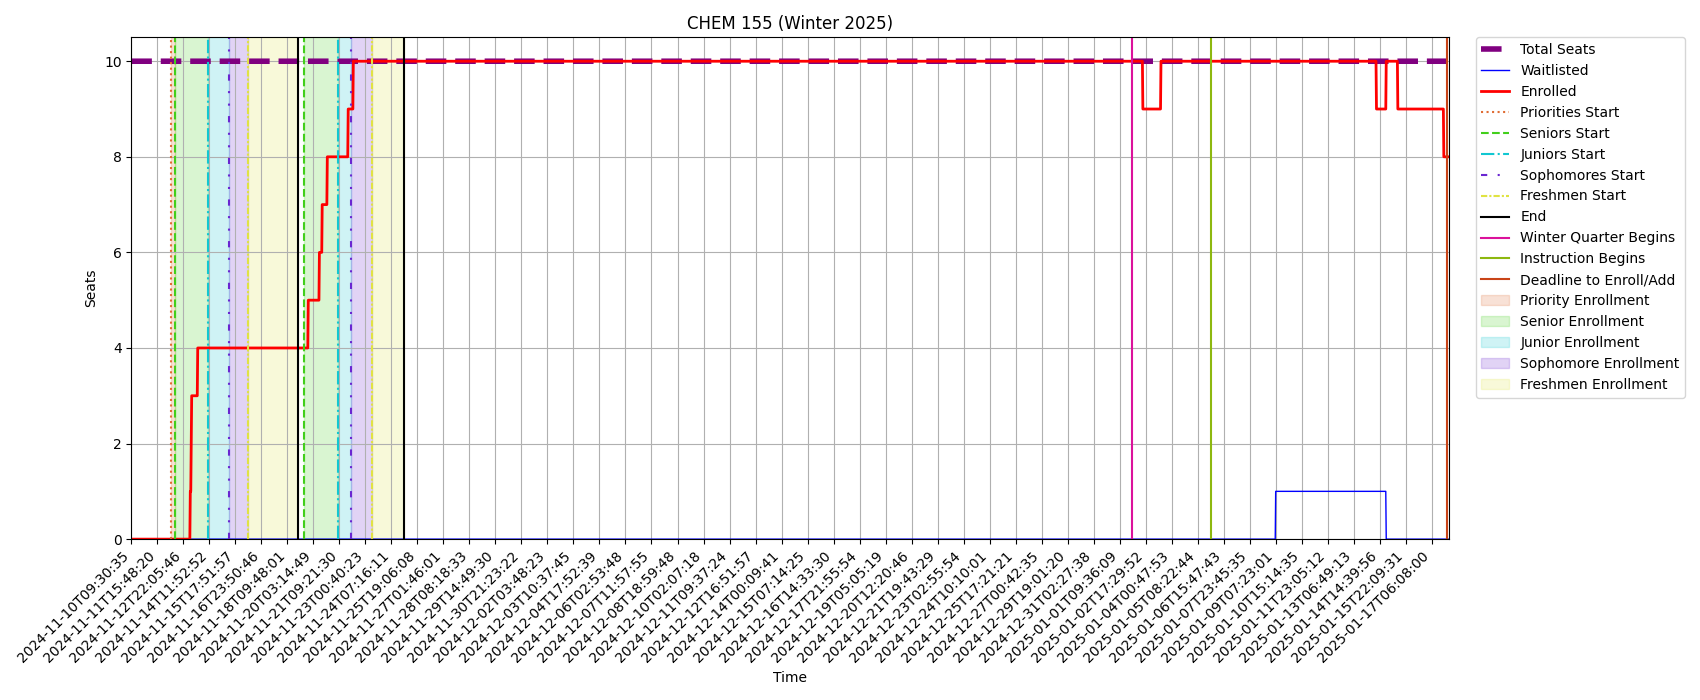 CHEM 155 (Winter 2025)
Seats
10
8
6
4
2
0
2024-11-10T09:30:35
2024-11-11T15:48:20
2024-11-12T22:05:46
2024-11-14T11:52:52
2024-11-15T17:51:57
2024-11-16T23:50:46
2024-11-18T09:48:01
2024-11-20T03:14:49
2024-11-21T09:21:30
2024-11-23T00:40:23
2024-11-24T07:16:11
2024-11-25T19:06:08
2024-11-27T01:46:01
2024-11-28T08:18:33
2024-11-29T14:49:30
2024-11-30T21:23:22
2024-12-02T03:48:23
2024-12-03T10:37:45
2024-12-04T17:52:39
2024-12-06T02:53:48
2024-12-07T11:57:55
2024-12-08T18:59:48
2024-12-10T02:07:18
2024-12-11T09:37:24
2024-12-12T16:51:57
2024-12-14T00:09:41
2024-12-15T07:14:25
2024-12-16T14:33:30
2024-12-17T21:55:54
2024-12-19T05:05:19
2024-12-20T12:20:46
2024-12-21T19:43:29
2024-12-23T02:55:54
2024-12-24T10:10:01
2024-12-25T17:21:21
2024-12-27T00:42:35
2024-12-29T19:01:20
2024-12-31T02:27:38
2025-01-01T09:36:09
2025-01-02T17:29:52
2025-01-04T00:47:53
2025-01-05T08:22:44
2025-01-06T15:47:43
2025-01-07T23:45:35
2025-01-09T07:23:01
2025-01-10T15:14:35
2025-01-11T23:05:12
2025-01-13T06:49:13
2025-01-14T14:39:56
2025-01-15T22:09:31
2025-01-17T06:08:00
Time
Total Seats
Waitlisted
Enrolled
Priorities Start
Seniors Start
Juniors Start
Sophomores Start
Freshmen Start
End
Winter Quarter Begins
Instruction Begins
Deadline to Enroll/Add
Priority Enrollment
Senior Enrollment
Junior Enrollment
Sophomore Enrollment
Freshmen Enrollment